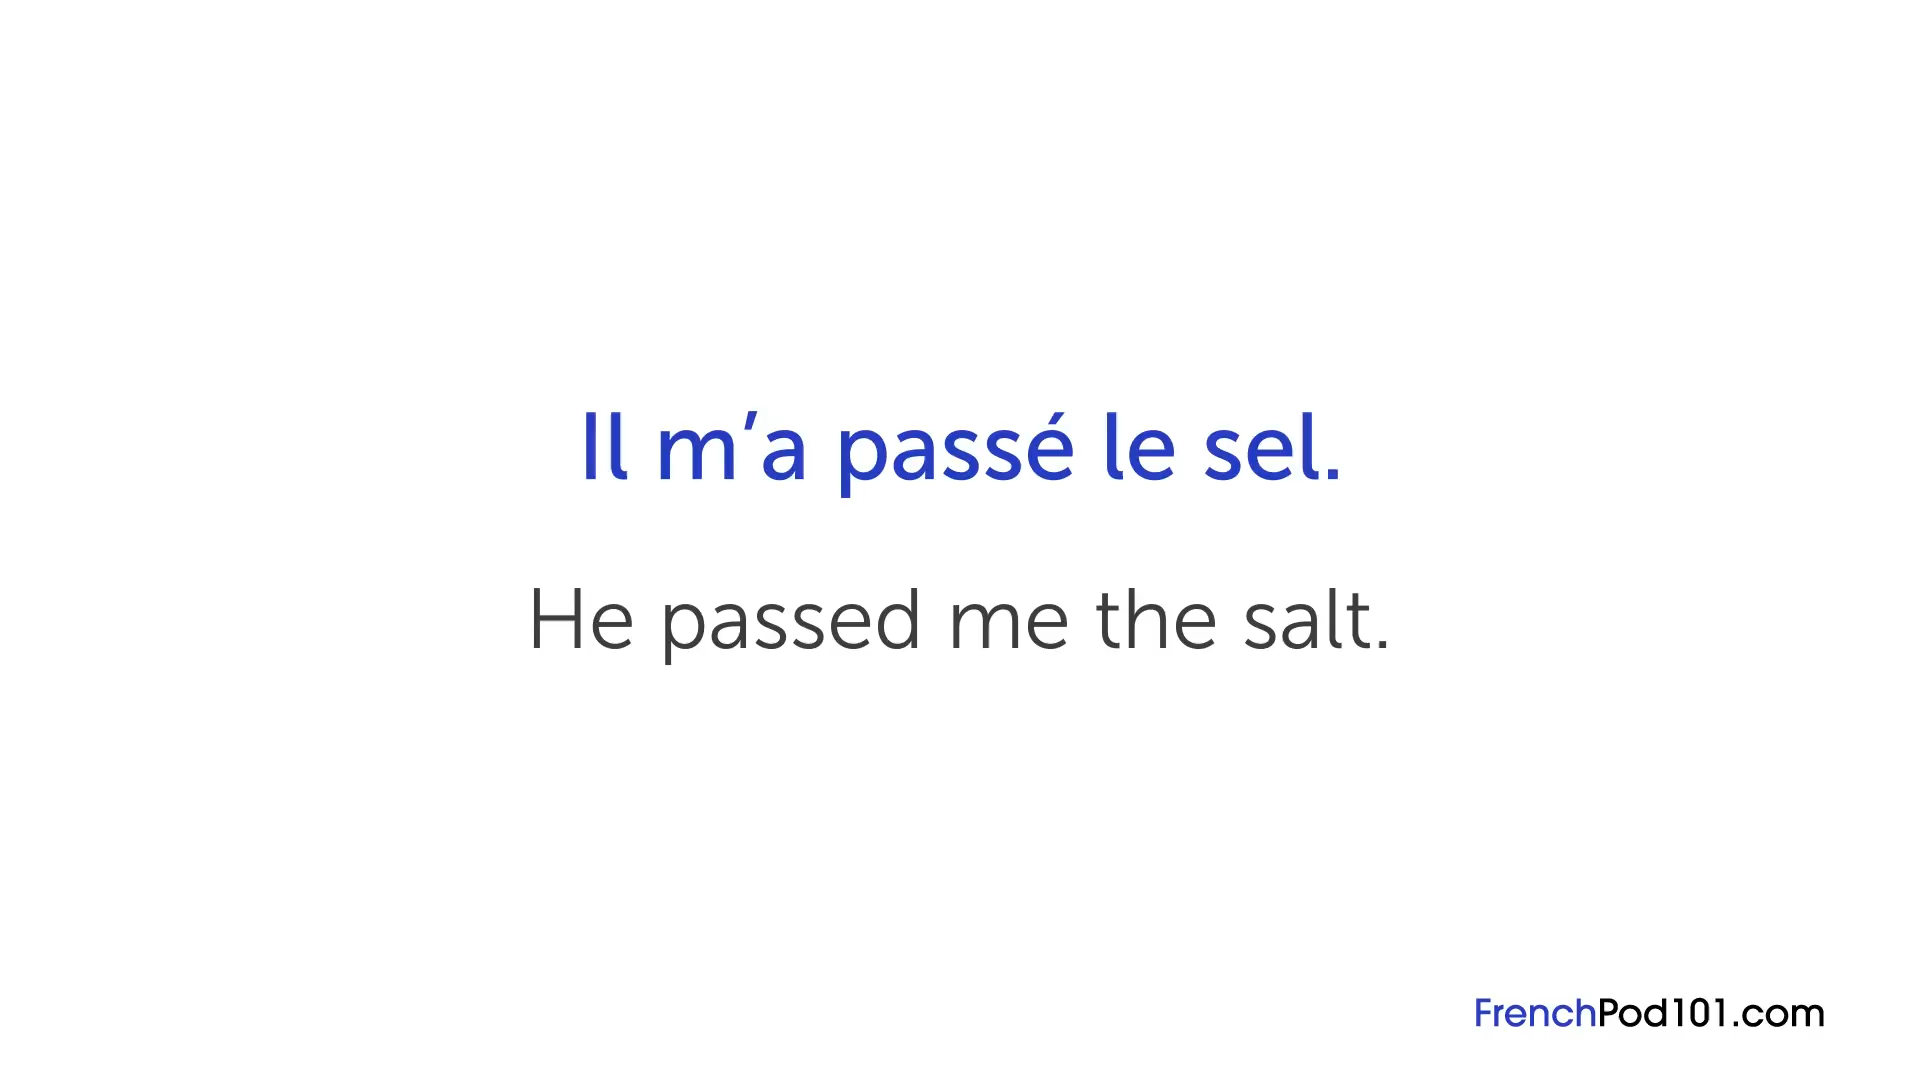 Il m’a passé le sel.
He passed me the salt.
FrenchPod101.com